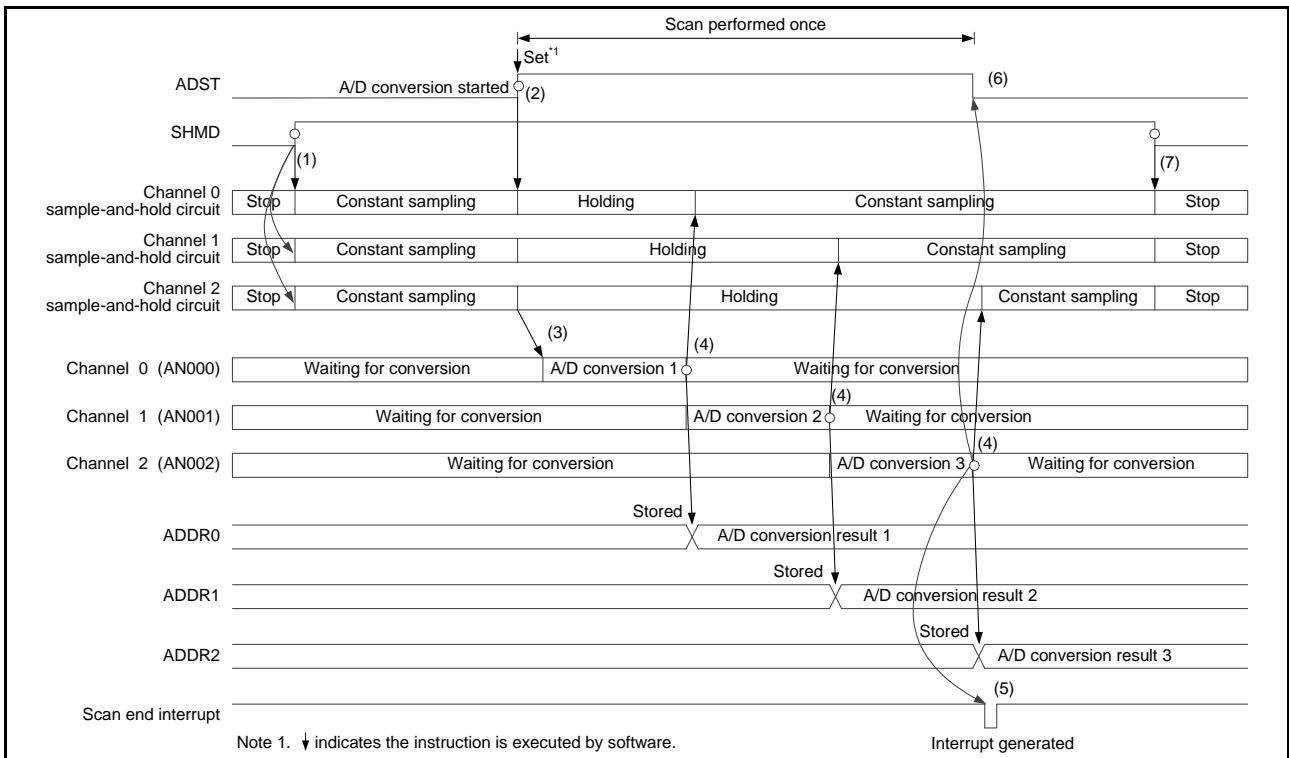 Scan performed once
Set*1
ADST
A/D conversion started
(2)
(6)
SHMD
(1)
(7)
Channel 0
sample-and-hold circuit
Stop
Constant sampling
Holding
Constant sampling
Stop
Channel 1
sample-and-hold circuit
Stop
Constant sampling
Holding
Constant sampling
Stop
Channel 2
sample-and-hold circuit
Stop
Constant sampling
Holding
Constant sampling
Stop
(3)
(4)
Channel 0 (AN000)
Waiting for conversion
A/D conversion 1
Waiting for conversion
(4)
Channel 1 (AN001)
Waiting for conversion
A/D conversion 2
Waiting for conversion
(4)
Channel 2 (AN002)
Waiting for conversion
A/D conversion 3
Waiting for conversion
Stored
ADDR0
A/D conversion result 1
Stored
ADDR1
A/D conversion result 2
Stored
ADDR2
A/D conversion result 3
(5)
Scan end interrupt
Note 1. ↓ indicates the instruction is executed by software.
Interrupt generated